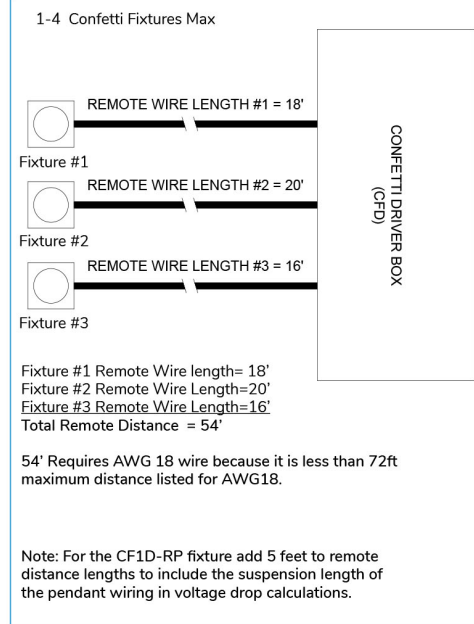 1-4 Confetti Fixtures Max
REMOTE WIRE LENGTH #1 = 18'
Fixture #1
REMOTE WIRE LENGTH #2 = 20'
Fixture #2
REMOTE WIRE LENGTH #3 = 16'
Fixture #3
CONFETTI DRIVER BOX
(CFD)
Fixture #1 Remote Wire length= 18’
Fixture #2 Remote Wire Length=20’
Fixture #3 Remote Wire Length=16’
Total Remote Distance = 54’
54’ Requires AWG 18 wire because it is less than 72ft
maximum distance listed for AWG18.
Note: For the CF1D-RP fixture add 5 feet to remote
distance lengths to include the suspension length of
the pendant wiring in voltage drop calculations.